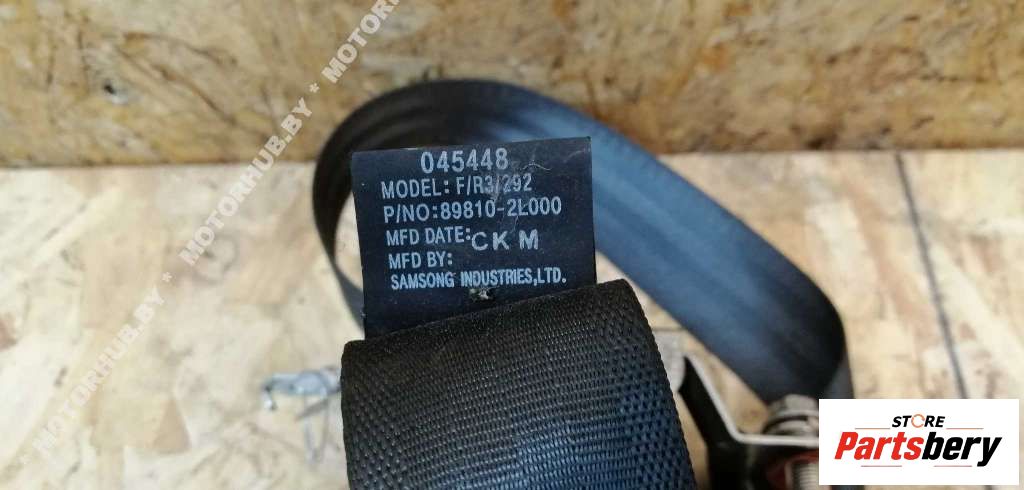 MOTORHUB.BY * MOTORHUB.BY * MOTORHUB.BY
045448
MODEL: F/R3/292
P/NO:89810-2L000
MFD DATE: CKM
MFD BY:
SAMSONG INDUSTRIES,LTD.
STORE
Partsbery